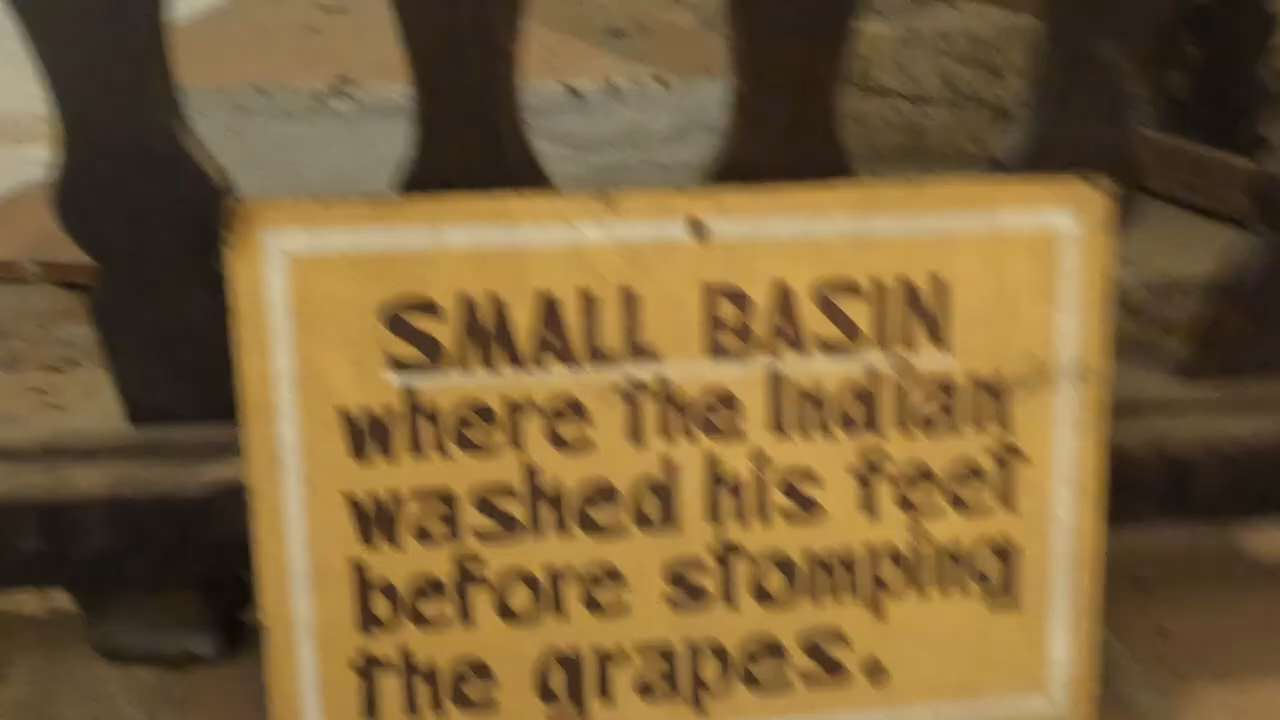 SMALL BASIN
where the Indian
washed his feet
before stomping
the grapes.